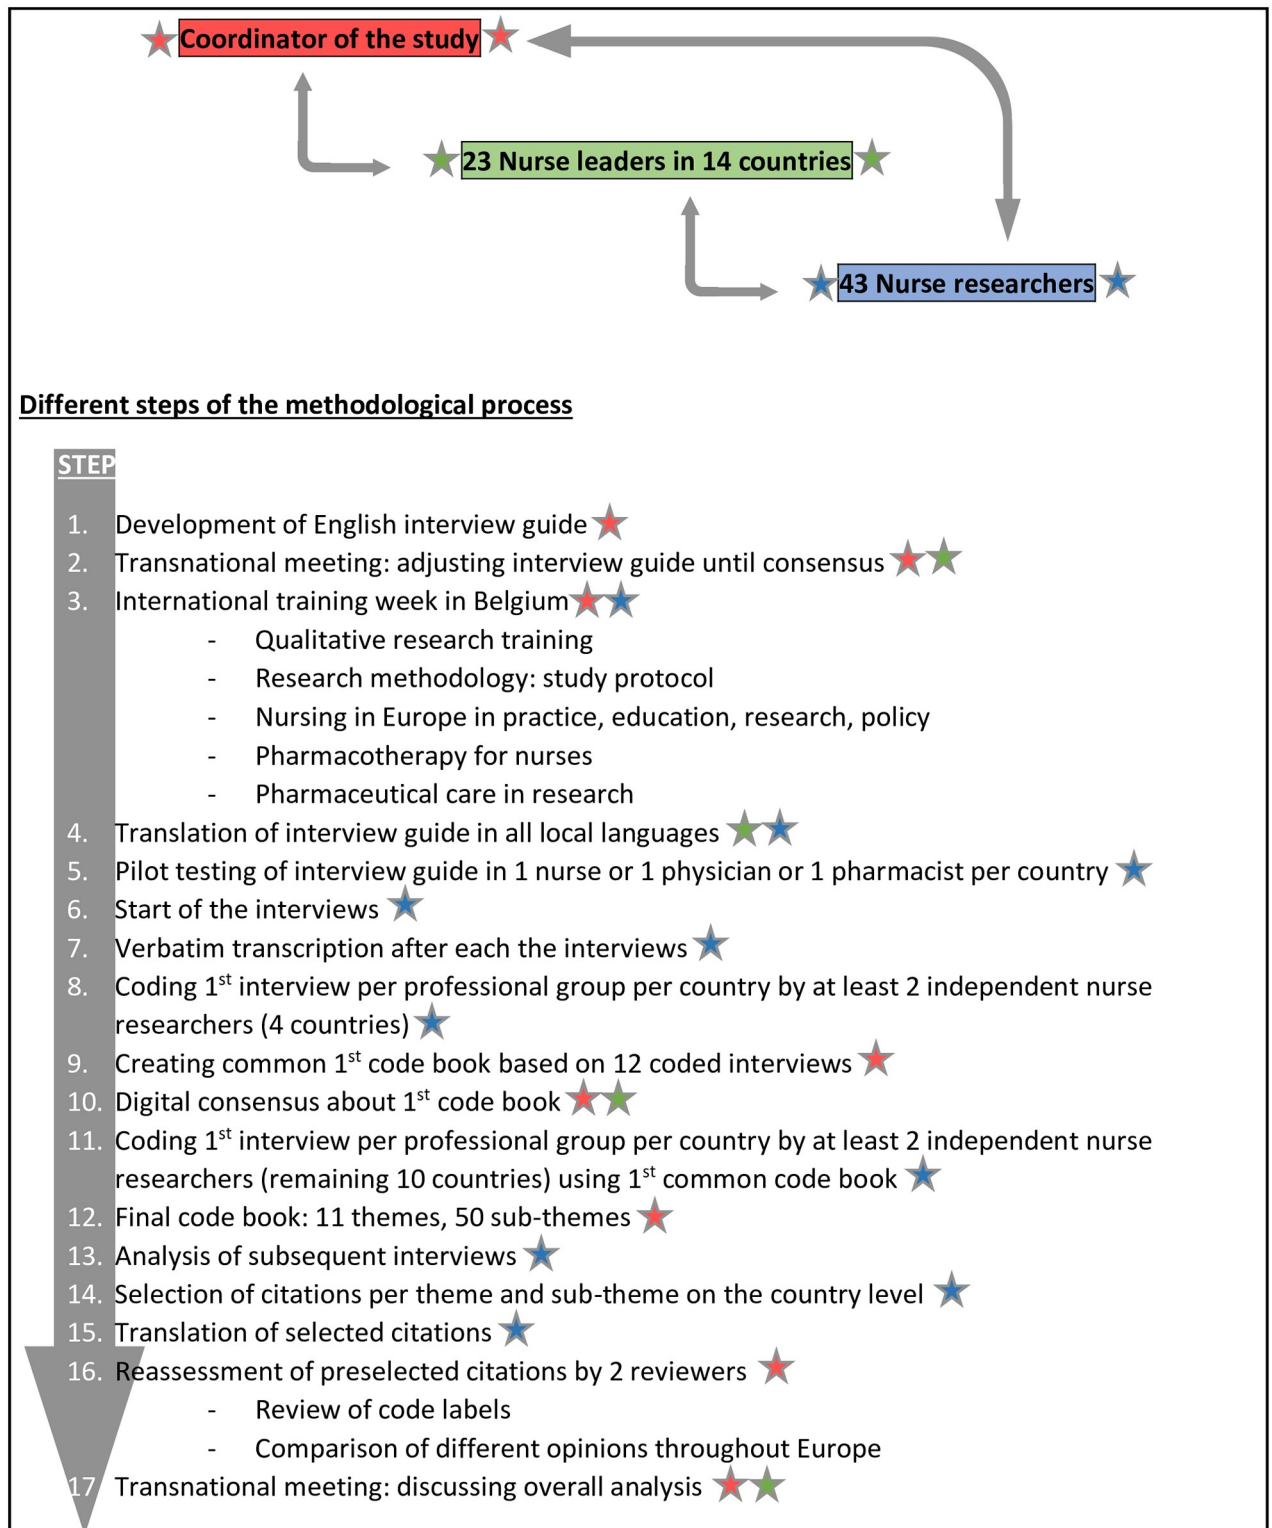 Coordinator of the study
23 Nurse leaders in 14 countries
43 Nurse researchers
Different steps of the methodological process
STEP
1. Development of English interview guide
2. Transnational meeting: adjusting interview guide until consensus
3. International training week in Belgium
- Qualitative research training
- Research methodology: study protocol
- Nursing in Europe in practice, education, research, policy
- Pharmacotherapy for nurses
- Pharmaceutical care in research
4. Translation of interview guide in all local languages
5. Pilot testing of interview guide in 1 nurse or 1 physician or 1 pharmacist per country
6. Start of the interviews
7. Verbatim transcription after each the interviews
8. Coding 1st interview per professional group per country by at least 2 independent nurse
researchers (4 countries)
9. Creating common 1st code book based on 12 coded interviews
10. Digital consensus about 1st code book
11. Coding 1st interview per professional group per country by at least 2 independent nurse
researchers (remaining 10 countries) using 1st common code book
12. Final code book: 11 themes, 50 sub-themes
13. Analysis of subsequent interviews
14. Selection of citations per theme and sub-theme on the country level
15. Translation of selected citations
16. Reassessment of preselected citations by 2 reviewers
- Review of code labels
- Comparison of different opinions throughout Europe
17 Transnational meeting: discussing overall analysis